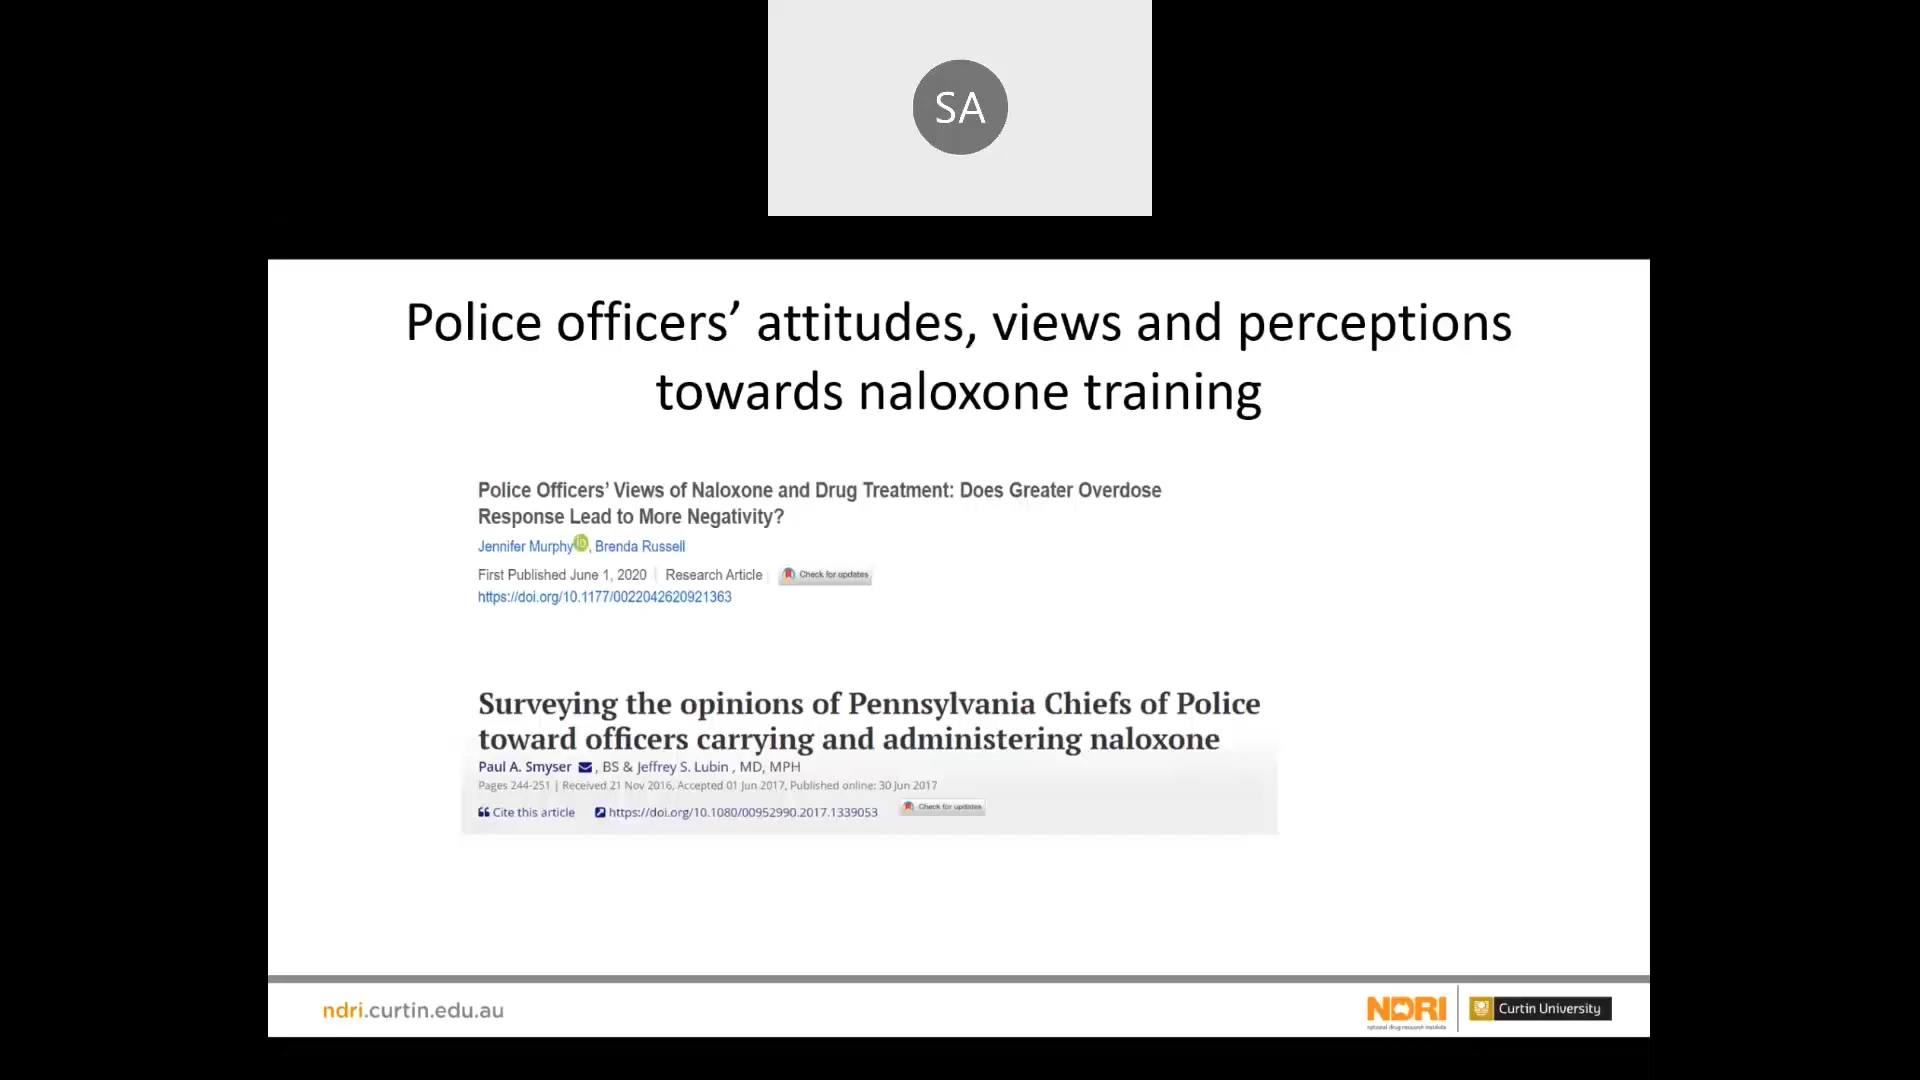 SA
Police officers’ attitudes, views and perceptions
towards naloxone training
Police Officers’ Views of Naloxone and Drug Treatment: Does Greater Overdose
Response Lead to More Negativity?
Jennifer Murphy iD, Brenda Russell
First Published June 1, 2020 | Research Article Check for updates
https://doi.org/10.1177/0022042620921363
Surveying the opinions of Pennsylvania Chiefs of Police
toward officers carrying and administering naloxone
Paul A. Smyser , BS & Jeffrey S. Lubin , MD, MPH
Pages 244-251 | Received 21 Nov 2016, Accepted 01 Jun 2017, Published online: 30 Jun 2017
Cite this article https://doi.org/10.1080/00952990.2017.1339053 Check for updates
ndri.curtin.edu.au
NDRI
national drug research institute
Curtin University